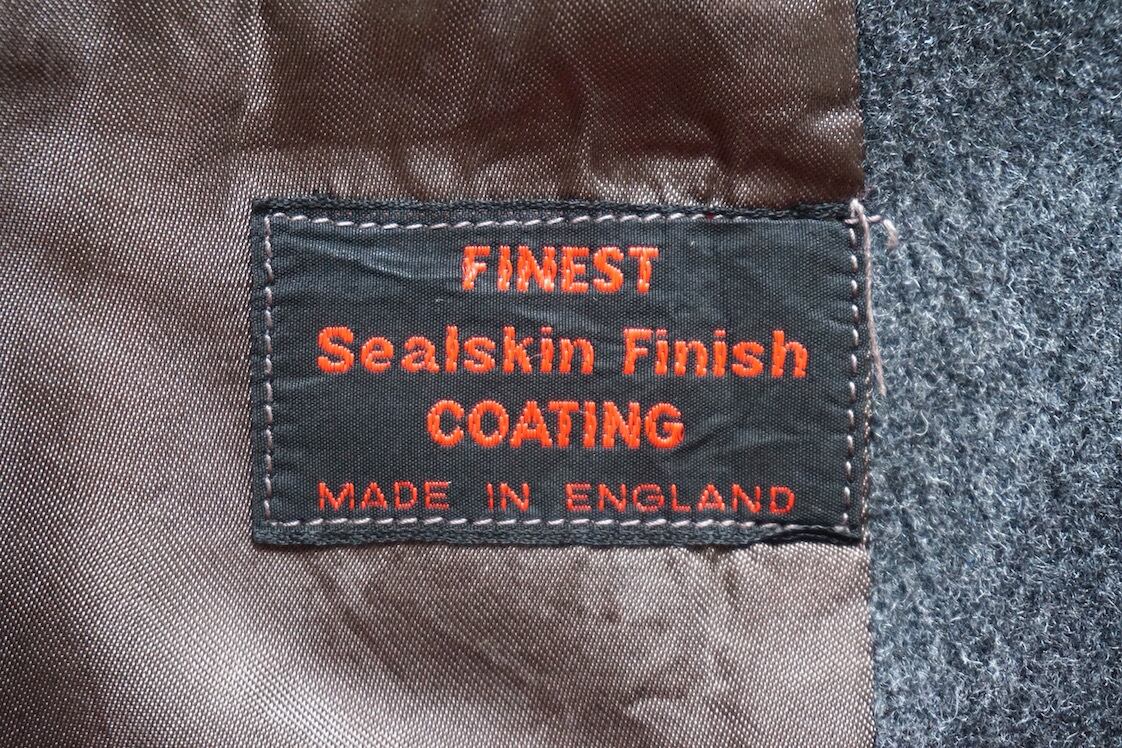 FINEST
Sealskin Finish
COATING
MADE IN ENGLAND